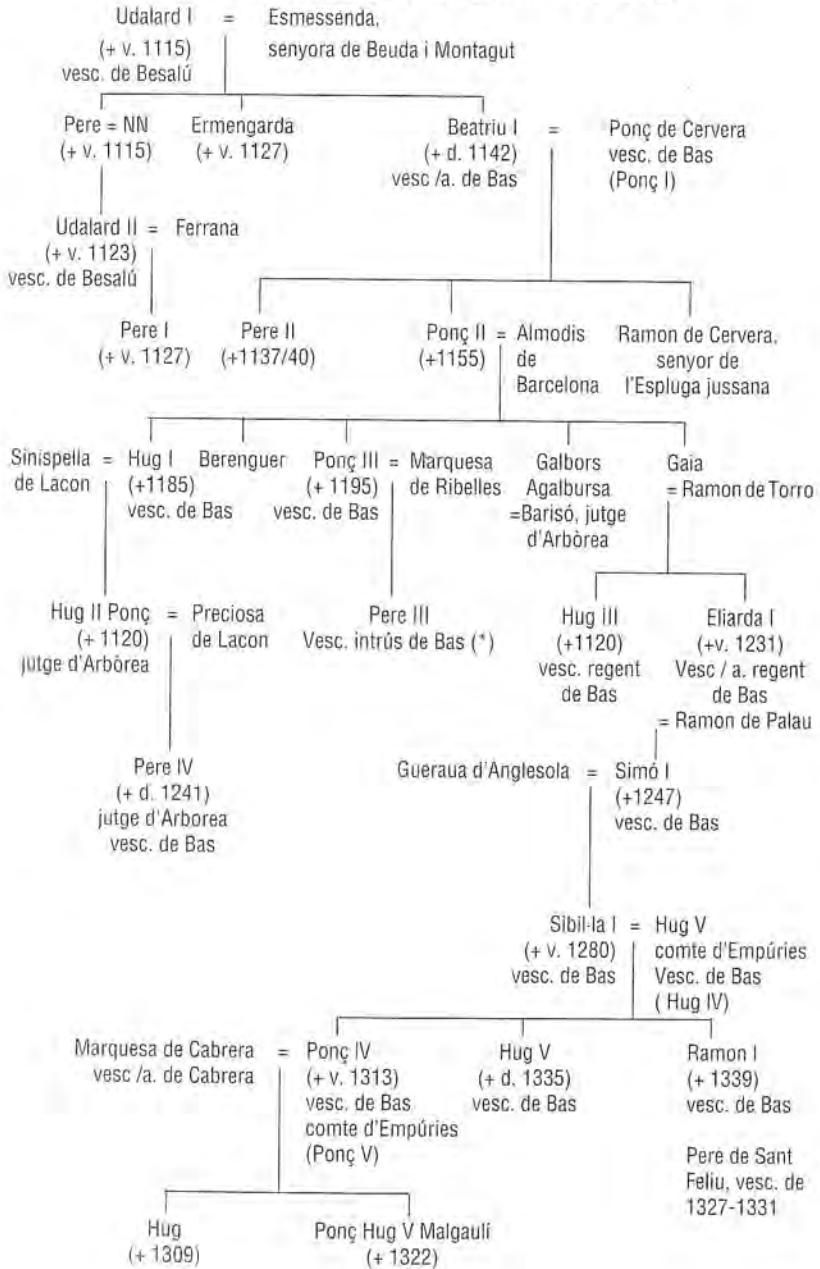 Udalard I = Esmessenda,
(+ v. 1115) senyora de Beuda i Montagut
vesc. de Besalú
Pere = NN Ermengarda Beatriu I = Ponç de Cervera
(+ v. 1115) (+ v. 1127) (+ d. 1142) vesc. de Bas
vesc /a. de Bas (Ponç I)
Udalard II = Ferrana
(+ v. 1123)
vesc. de Besalú
Pere I Pere II Ponç II = Almodis Ramon de Cervera,
(+ v. 1127) (+1137/40) (+1155) de senyor de
Barcelona l'Espluga jussana
Sinispella = Hug I Berenguer Ponç III = Marquesa Galbors Gaia
de Lacon (+1185) (+ 1195) de Ribelles Agalbursa = Ramon de Torro
vesc. de Bas vesc. de Bas =Barisó, jutge
d'Arbòrea
Hug II Ponç = Preciosa Pere III Hug III Eliarda I
(+ 1120) de Lacon Vesc. intrús de Bas (*) (+1120) (+v. 1231)
jutge d'Arbòrea vesc. regent Vesc / a. regent
de Bas de Bas
= Ramon de Palau
Pere IV Gueraua d'Anglesola = Simó I
(+ d. 1241) (+1247)
jutge d'Arborea vesc. de Bas
vesc. de Bas
Sibil·la I = Hug V
(+ v. 1280) comte d'Empúries
vesc. de Bas Vesc. de Bas
( Hug IV)
Marquesa de Cabrera = Ponç IV Hug V Ramon I
vesc /a. de Cabrera (+ v. 1313) (+ d. 1335) (+ 1339)
vesc. de Bas vesc. de Bas vesc. de Bas
comte d'Empúries
(Ponç V) Pere de Sant
Feliu, vesc. de
1327-1331
Hug Ponç Hug V Malgaulí
(+ 1309) (+ 1322)